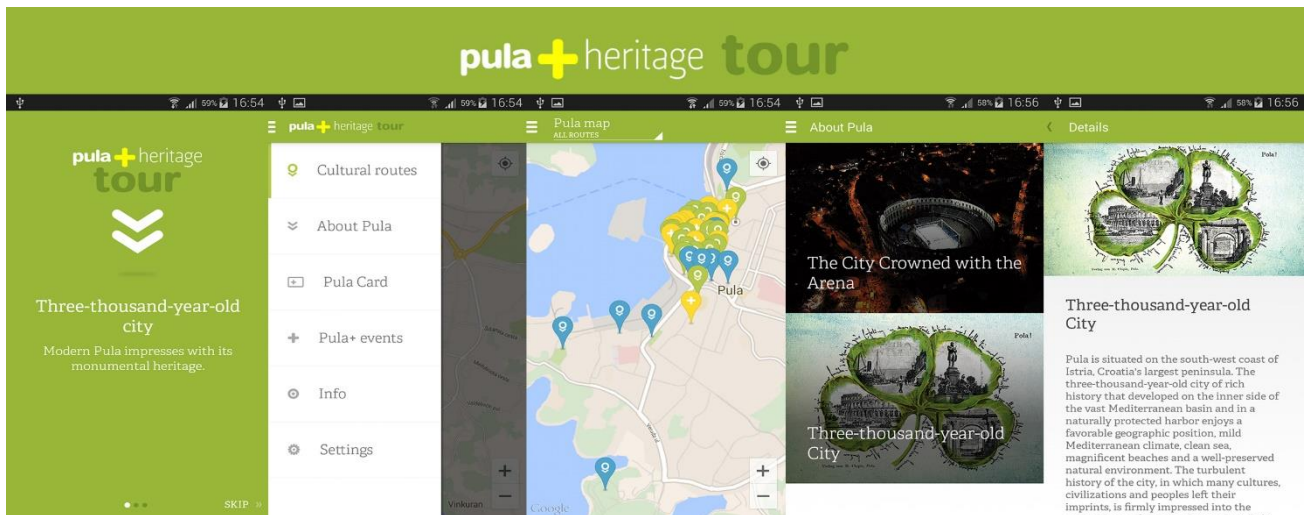 pula+heritage tour
59% 16:54
pula+heritage
tour
Three-thousand-year-old
city
Modern Pula impresses with its
monumental heritage.
SKIP »
59% 16:54
pula+heritage tour
Cultural routes
About Pula
Pula Card
Pula+ events
Info
Settings
+
−
Vinkuran
59% 16:54
Pula map
ALL ROUTES
Pula
+
−
Google
58% 16:56
About Pula
The City Crowned with the
Arena
Pola!
Three-thousand-year-old
City
58% 16:56
Details
Pola!
Three-thousand-year-old
City
Pula is situated on the south-west coast of
Istria, Croatia's largest peninsula. The
three-thousand-year-old city of rich
history that developed on the inner side of
the vast Mediterranean basin and in a
naturally protected harbor enjoys a
favorable geographic position, mild
Mediterranean climate, clean sea,
magnificent beaches and a well-preserved
natural environment. The turbulent
history of the city, in which many cultures,
civilizations and peoples left their
imprints, is firmly impressed into the